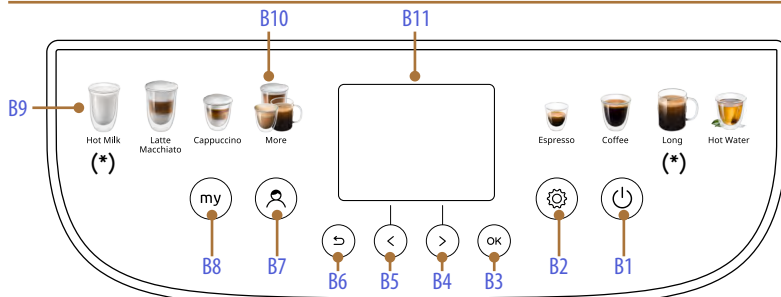 B10
B11
B9
Hot Milk
Latte
Macchiato
Cappuccino
More
Espresso
Coffee
Long
Hot Water
(*)
(*)
my
OK
B8
B7
B6
B5
B4
B3
B2
B1